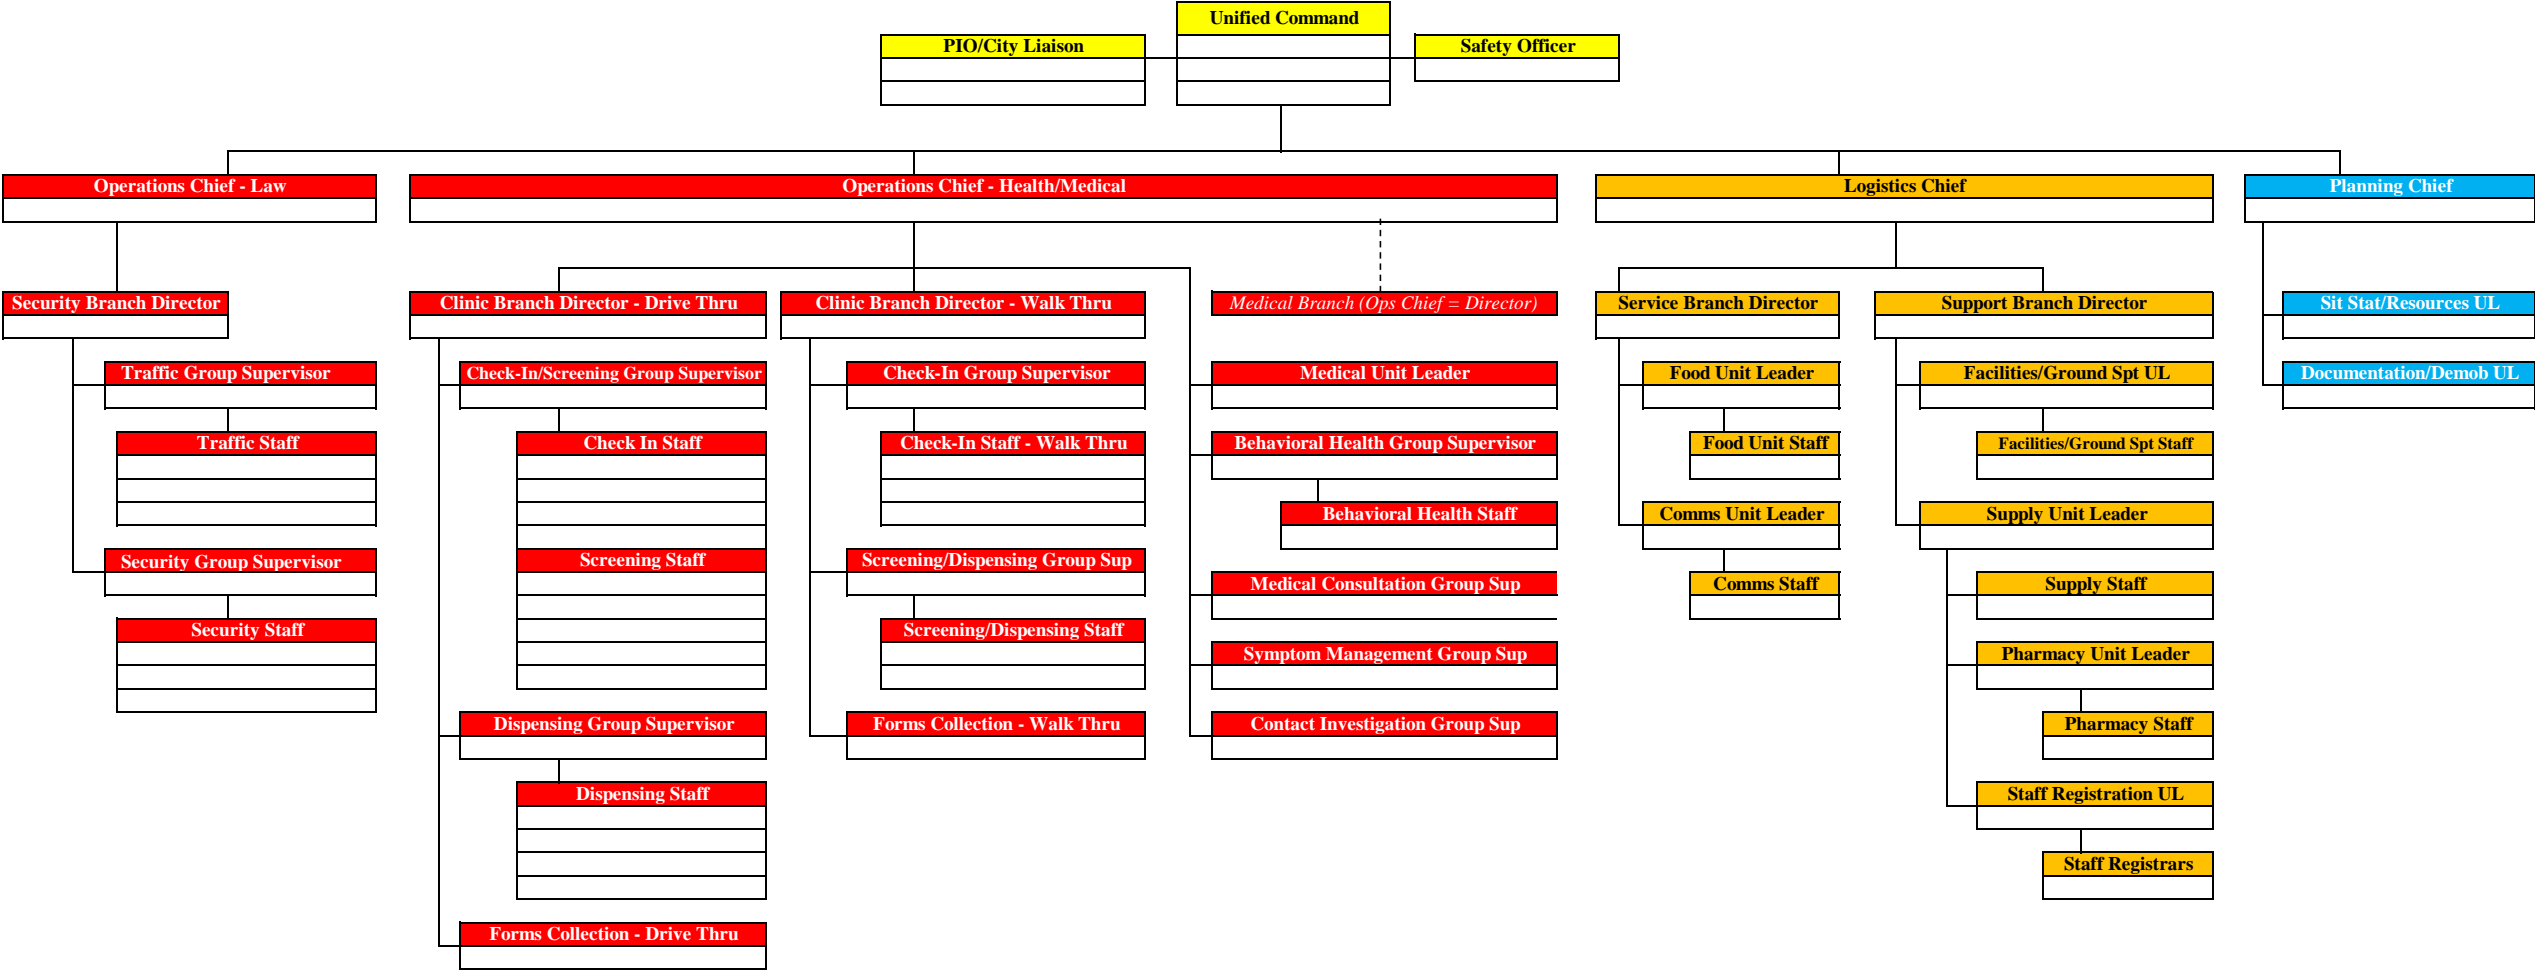 Unified Command
PIO/City Liaison
Safety Officer
Operations Chief - Law
Operations Chief - Health/Medical
Logistics Chief
Planning Chief
Security Branch Director
Clinic Branch Director - Drive Thru
Clinic Branch Director - Walk Thru
Medical Branch (Ops Chief = Director)
Service Branch Director
Support Branch Director
Sit Stat/Resources UL
Traffic Group Supervisor
Check-In/Screening Group Supervisor
Check-In Group Supervisor
Medical Unit Leader
Food Unit Leader
Facilities/Ground Spt UL
Documentation/Demob UL
Traffic Staff
Check In Staff
Check-In Staff - Walk Thru
Behavioral Health Group Supervisor
Food Unit Staff
Facilities/Ground Spt Staff
Behavioral Health Staff
Comms Unit Leader
Supply Unit Leader
Security Group Supervisor
Screening Staff
Screening/Dispensing Group Sup
Medical Consultation Group Sup
Comms Staff
Supply Staff
Security Staff
Screening/Dispensing Staff
Symptom Management Group Sup
Pharmacy Unit Leader
Dispensing Group Supervisor
Forms Collection - Walk Thru
Contact Investigation Group Sup
Pharmacy Staff
Dispensing Staff
Staff Registration UL
Staff Registrars
Forms Collection - Drive Thru